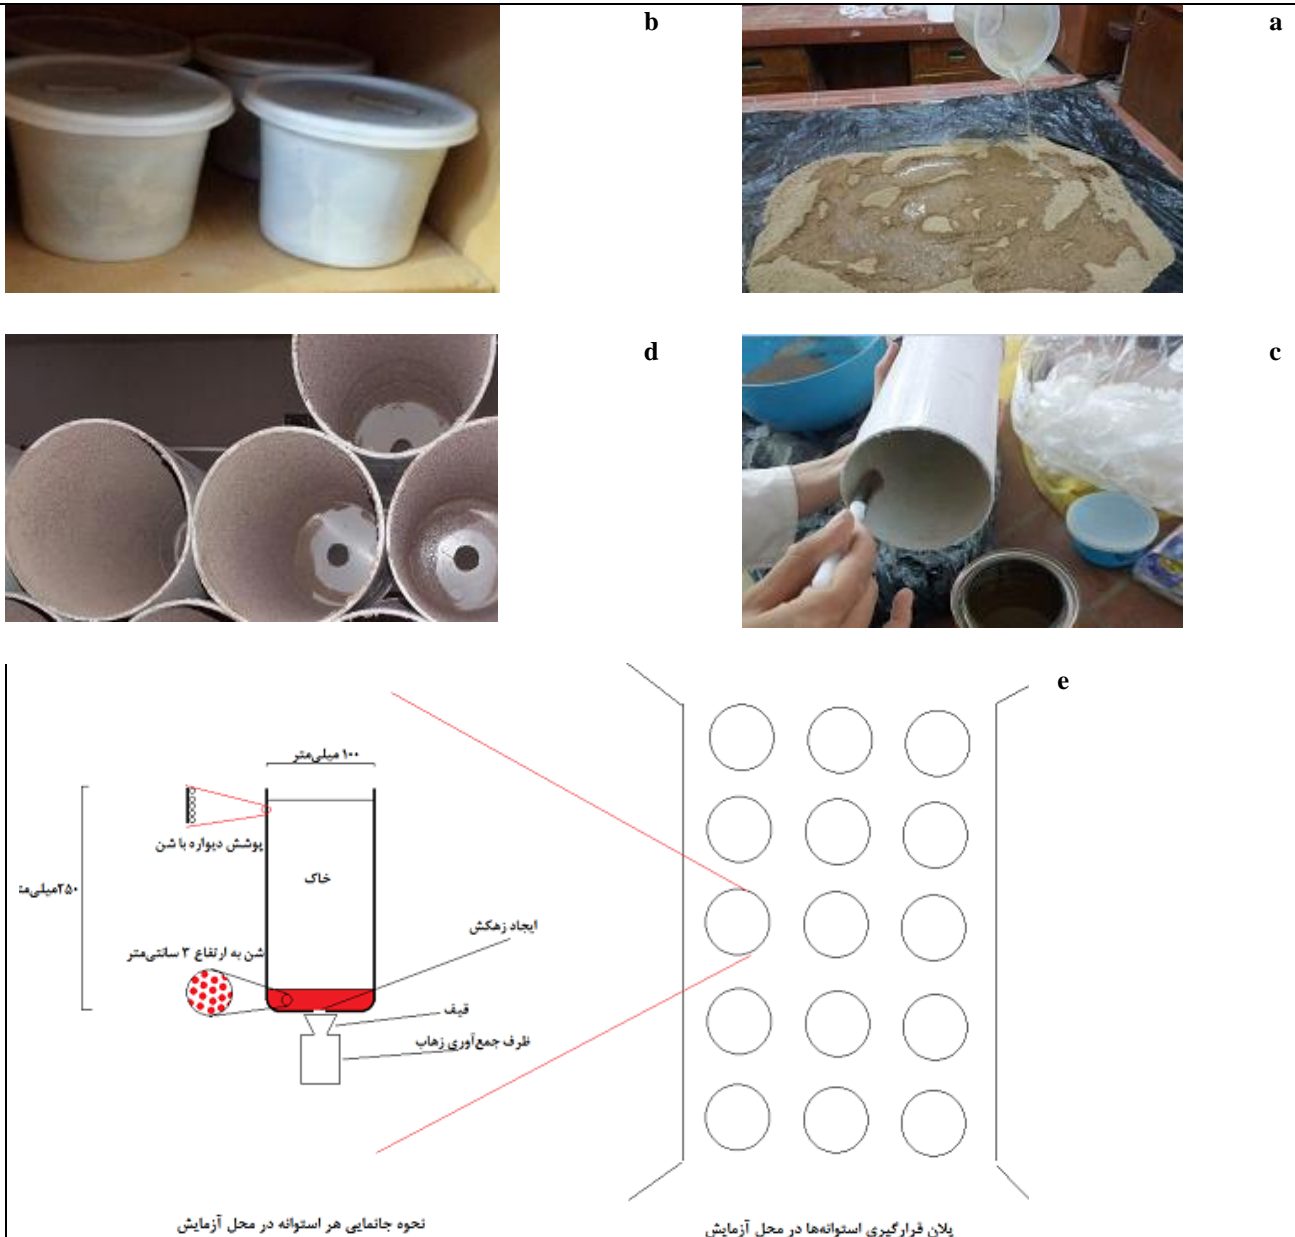 a
b
c
d
e
۱۰۰ میلی‌متر
پوشش دیواره با شن
خاک
۲۵۰میلی‌مت
ایجاد زهکش
شن به ارتفاع ۳ سانتی‌متر
قیف
ظرف جمع‌آوری زهاب
نحوه جانمایی هر استوانه در محل آزمایش
پلان قرارگیری استوانه‌ها در محل آزمایش